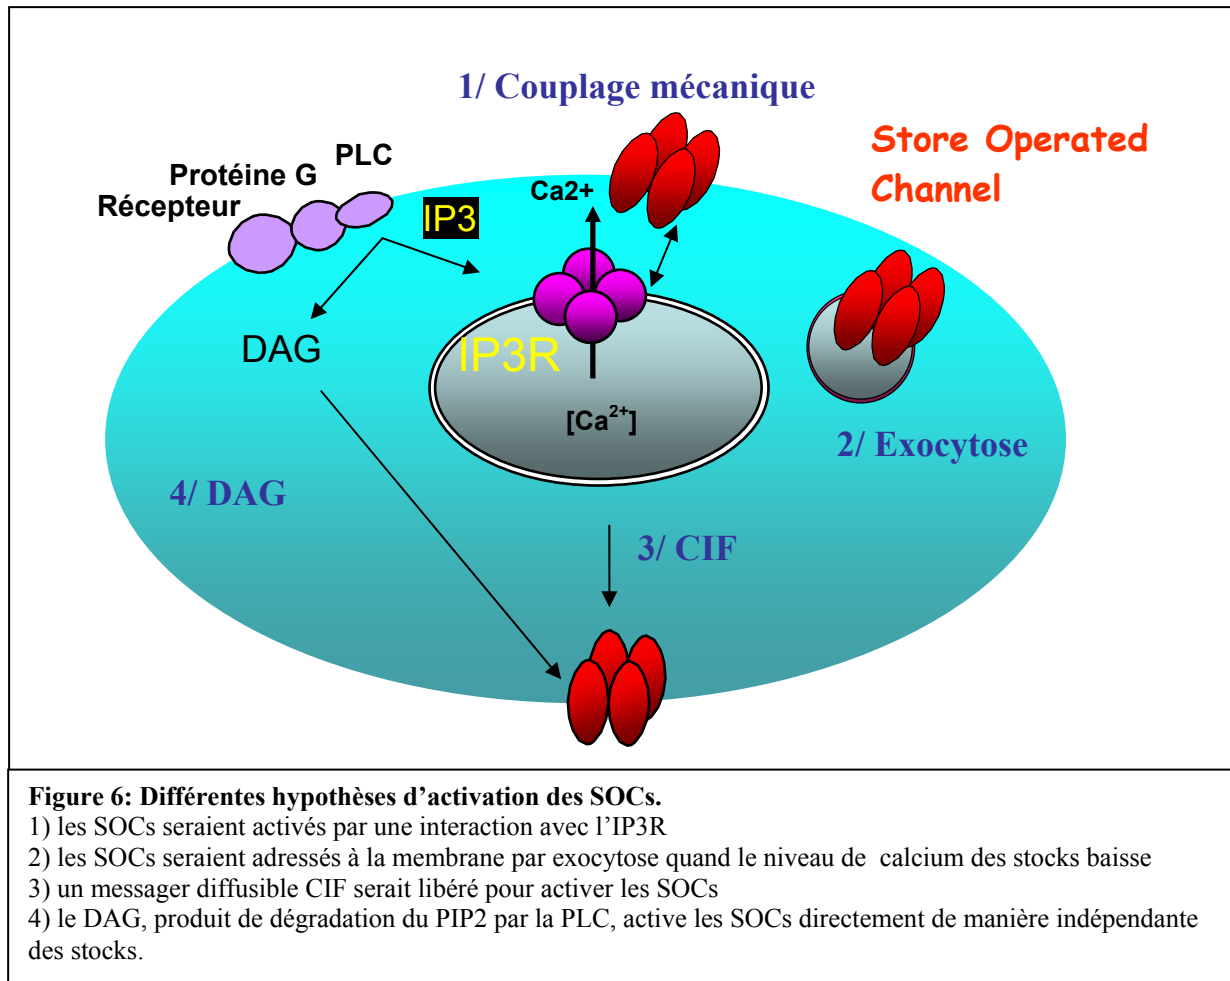 1/ Couplage mécanique
Store Operated
Channel
PLC
Protéine G
Récepteur
IP3
Ca2+
DAG
IP3R
[Ca2+]
2/ Exocytose
4/ DAG
3/ CIF
Figure 6: Différentes hypothèses d’activation des SOCs.
1) les SOCs seraient activés par une interaction avec l’IP3R
2) les SOCs seraient adressés à la membrane par exocytose quand le niveau de calcium des stocks baisse
3) un messager diffusible CIF serait libéré pour activer les SOCs
4) le DAG, produit de dégradation du PIP2 par la PLC, active les SOCs directement de manière indépendante
des stocks.